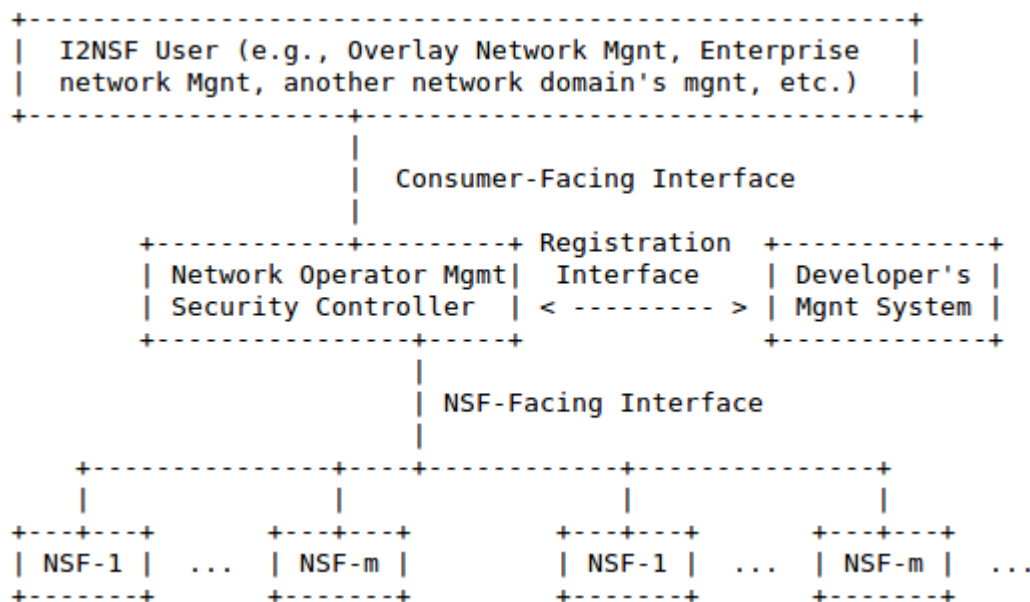 I2NSF User (e.g., Overlay Network Mgnt, Enterprise
network Mgnt, another network domain's mgnt, etc.)
Consumer-Facing Interface
Registration
Network Operator Mgmt Interface Developer's
Security Controller < --------- > Mgnt System
NSF-Facing Interface
NSF-1 ... NSF-m NSF-1 ... NSF-m ...